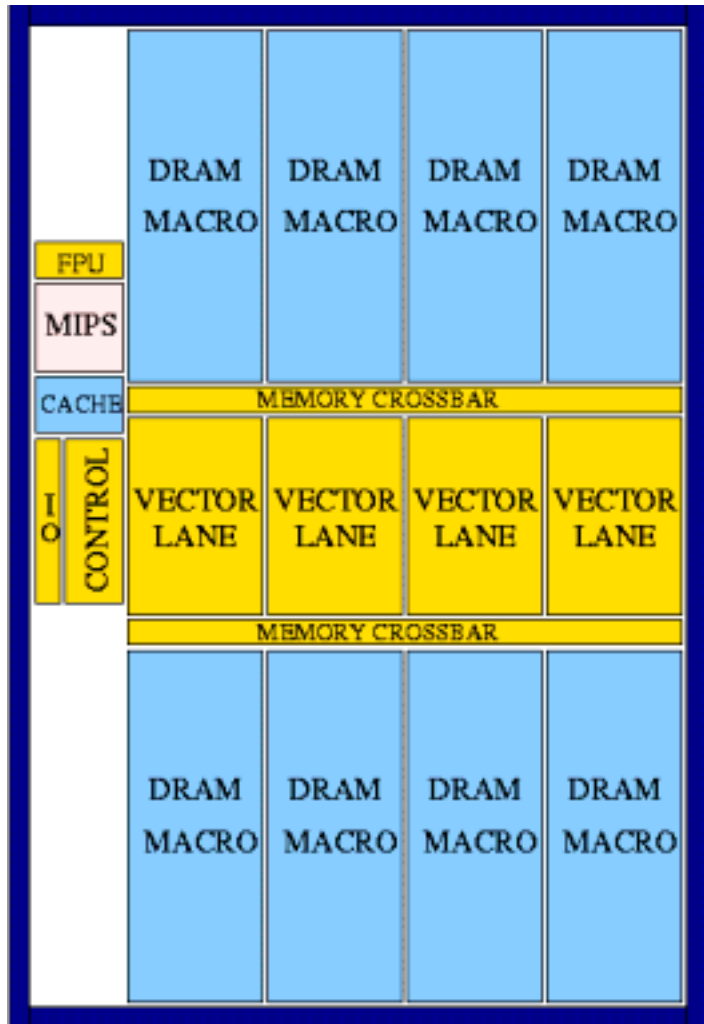 DRAM
MACRO
DRAM
MACRO
DRAM
MACRO
DRAM
MACRO
FPU
MIPS
CACHE
MEMORY CROSSBAR
IO
CONTROL
VECTOR
LANE
VECTOR
LANE
VECTOR
LANE
VECTOR
LANE
MEMORY CROSSBAR
DRAM
MACRO
DRAM
MACRO
DRAM
MACRO
DRAM
MACRO